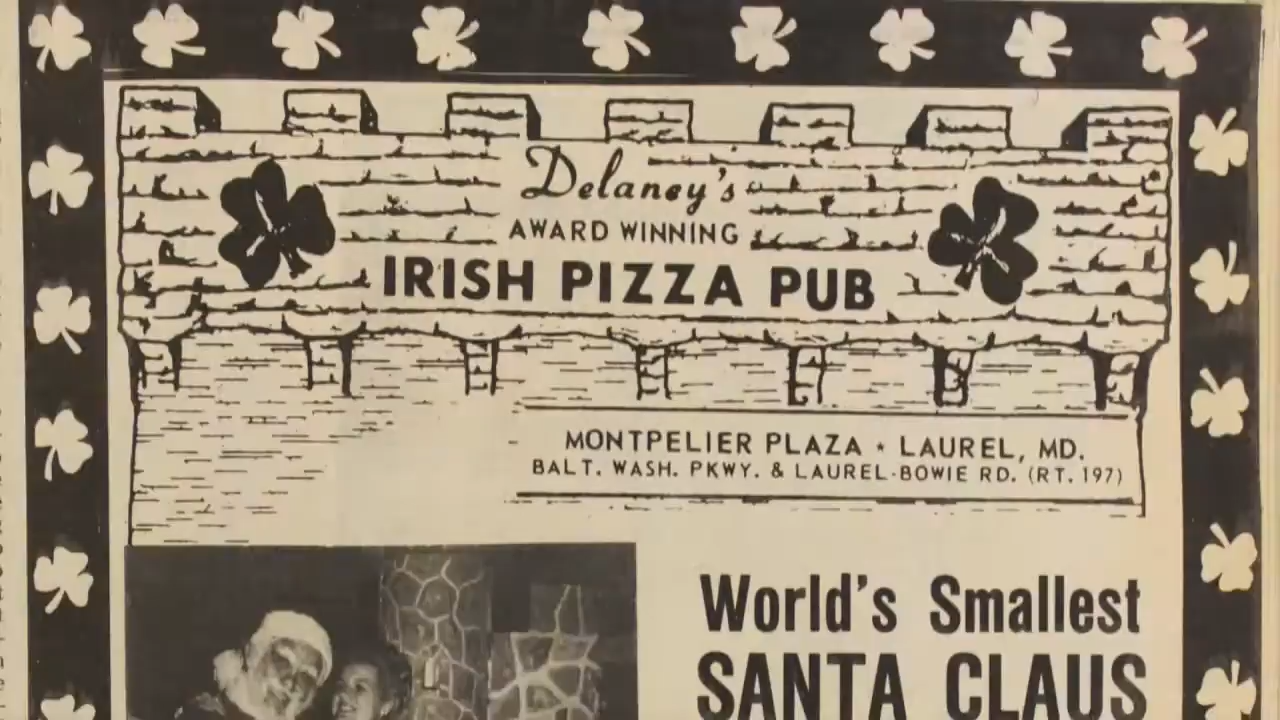 Delaney's
AWARD WINNING
IRISH PIZZA PUB
MONTPELIER PLAZA • LAUREL, MD.
BALT. WASH. PKWY. & LAUREL-BOWIE RD. (RT. 197)
World's Smallest
SANTA CLAUS